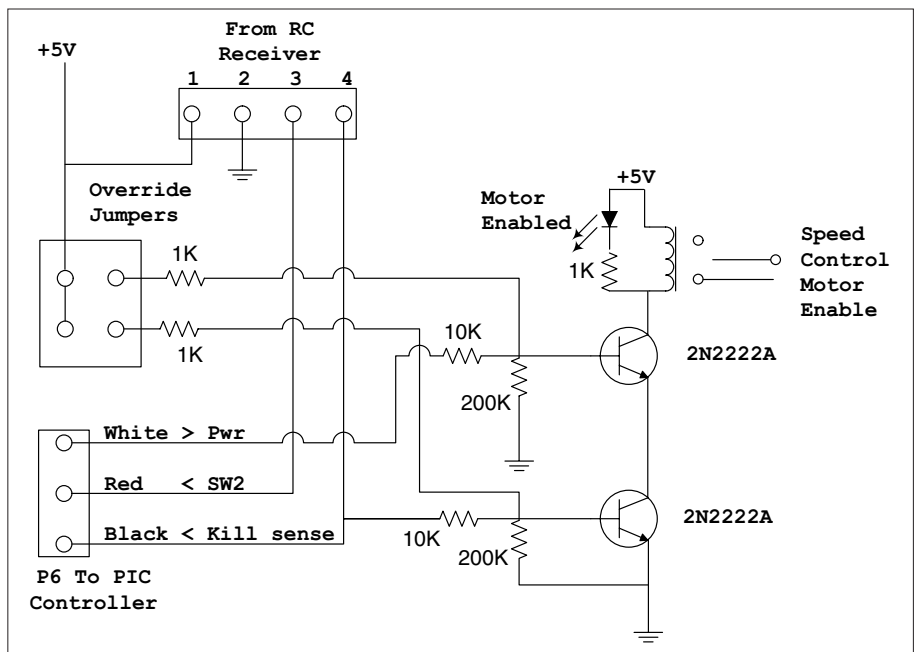 From RC
Receiver
+5V
1 2 3 4
Override
Jumpers
Motor
Enabled
+5V
Speed
Control
Motor
Enable
1K
1K
1K
10K
2N2222A
200K
White > Pwr
Red < SW2
Black < Kill sense
10K
200K
2N2222A
P6 To PIC
Controller